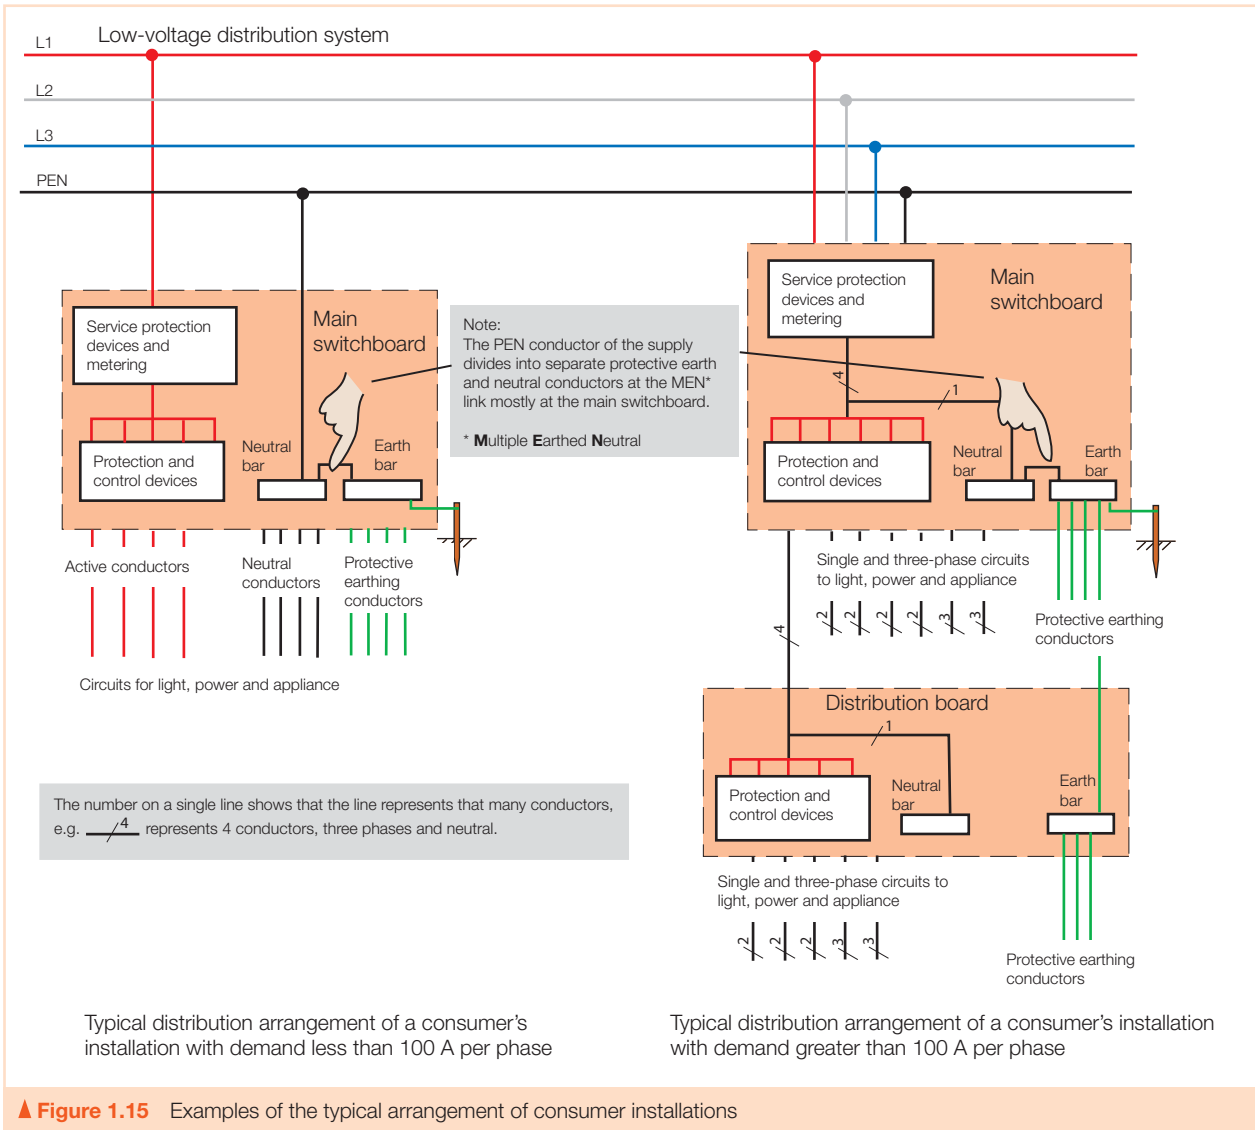 Low-voltage distribution system
L1
L2
L3
PEN
Service protection
devices and
metering
Main
switchboard
Protection and
control devices
Neutral
bar
Earth
bar
Active conductors
Neutral
conductors
Protective
earthing
conductors
Circuits for light, power and appliance
Note:
The PEN conductor of the supply
divides into separate protective earth
and neutral conductors at the MEN*
link mostly at the main switchboard.
* Multiple Earthed Neutral
Service protection
devices and
metering
Main
switchboard
4
1
Protection and
control devices
Neutral
bar
Earth
bar
Single and three-phase circuits
to light, power and appliance
2
2
2
2
3
3
4
Protective earthing
conductors
Distribution board
1
Protection and
control devices
Neutral
bar
Earth
bar
Single and three-phase circuits to
light, power and appliance
2
2
2
3
3
Protective earthing
conductors
The number on a single line shows that the line represents that many conductors,
e.g. 4 represents 4 conductors, three phases and neutral.
Typical distribution arrangement of a consumer’s
installation with demand less than 100 A per phase
Typical distribution arrangement of a consumer’s installation
with demand greater than 100 A per phase
Figure 1.15 Examples of the typical arrangement of consumer installations